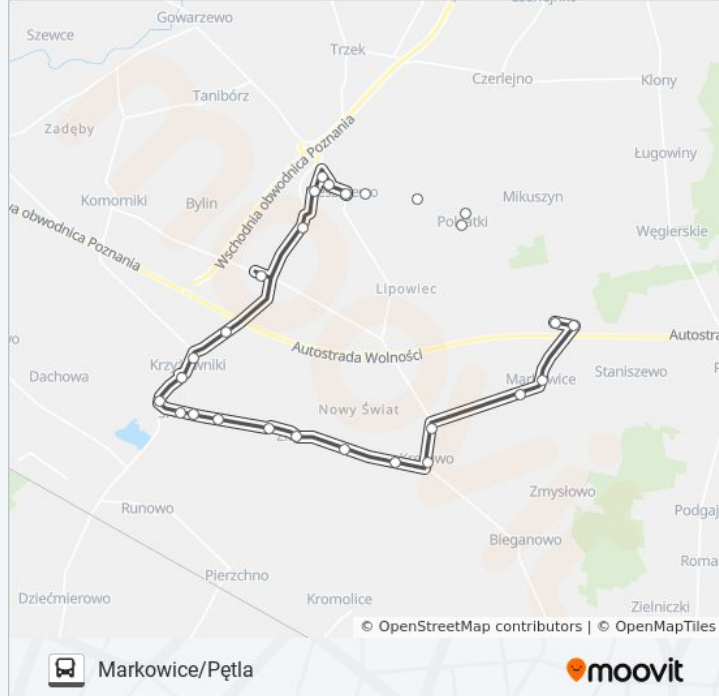 Gowarzewo
Szewce
Trzek
Czerlejno
Klony
Tanibórz
Wschodnia obwodnica Poznania
Zadęby
Ługowiny
Komorniki
Bylin
Mikuszyn
Węgierskie
obwodnica Poznania
Lipowiec
Autostrada Wolności
Autostra
Dachowa
Staniszewo
Nowy Świat
Zmysłowo
Runowo
Podgaj
Bieganowo
Roma
Pierzchno
Dziećmierowo
Kromolice
Zielniczki
© OpenStreetMap contributors | © OpenMapTiles
Markowice/Pętla
moovit